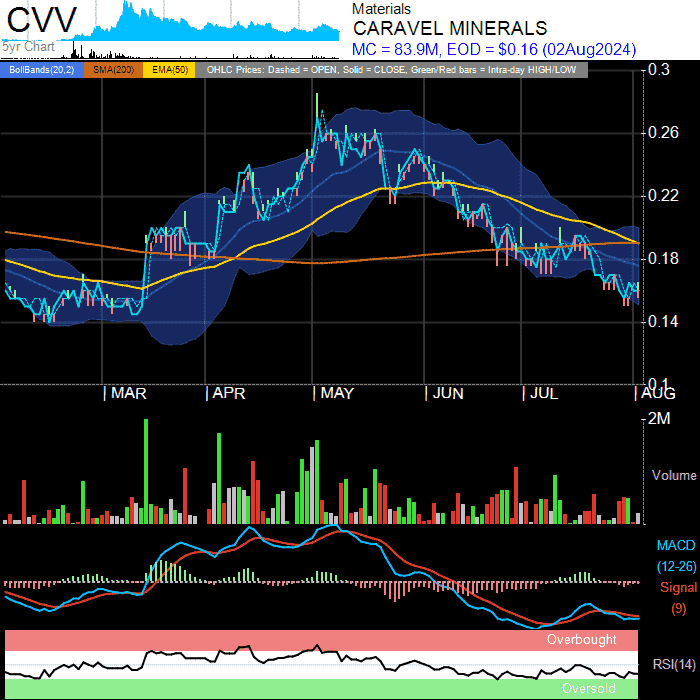 CVV
5yr Chart
Materials
CARAVEL MINERALS
MC = 83.9M, EOD = $0.16 (02Aug2024)
BollBands(20,2) SMA(200) EMA(50) OHLC Prices: Dashed = OPEN, Solid = CLOSE, Green/Red bars = Intra-day HIGH/LOW
0.3
0.26
0.22
0.18
0.14
0.1
MAR APR MAY JUN JUL AUG
2M
Volume
MACD
(12-26)
Signal
(9)
Overbought
RSI(14)
Oversold